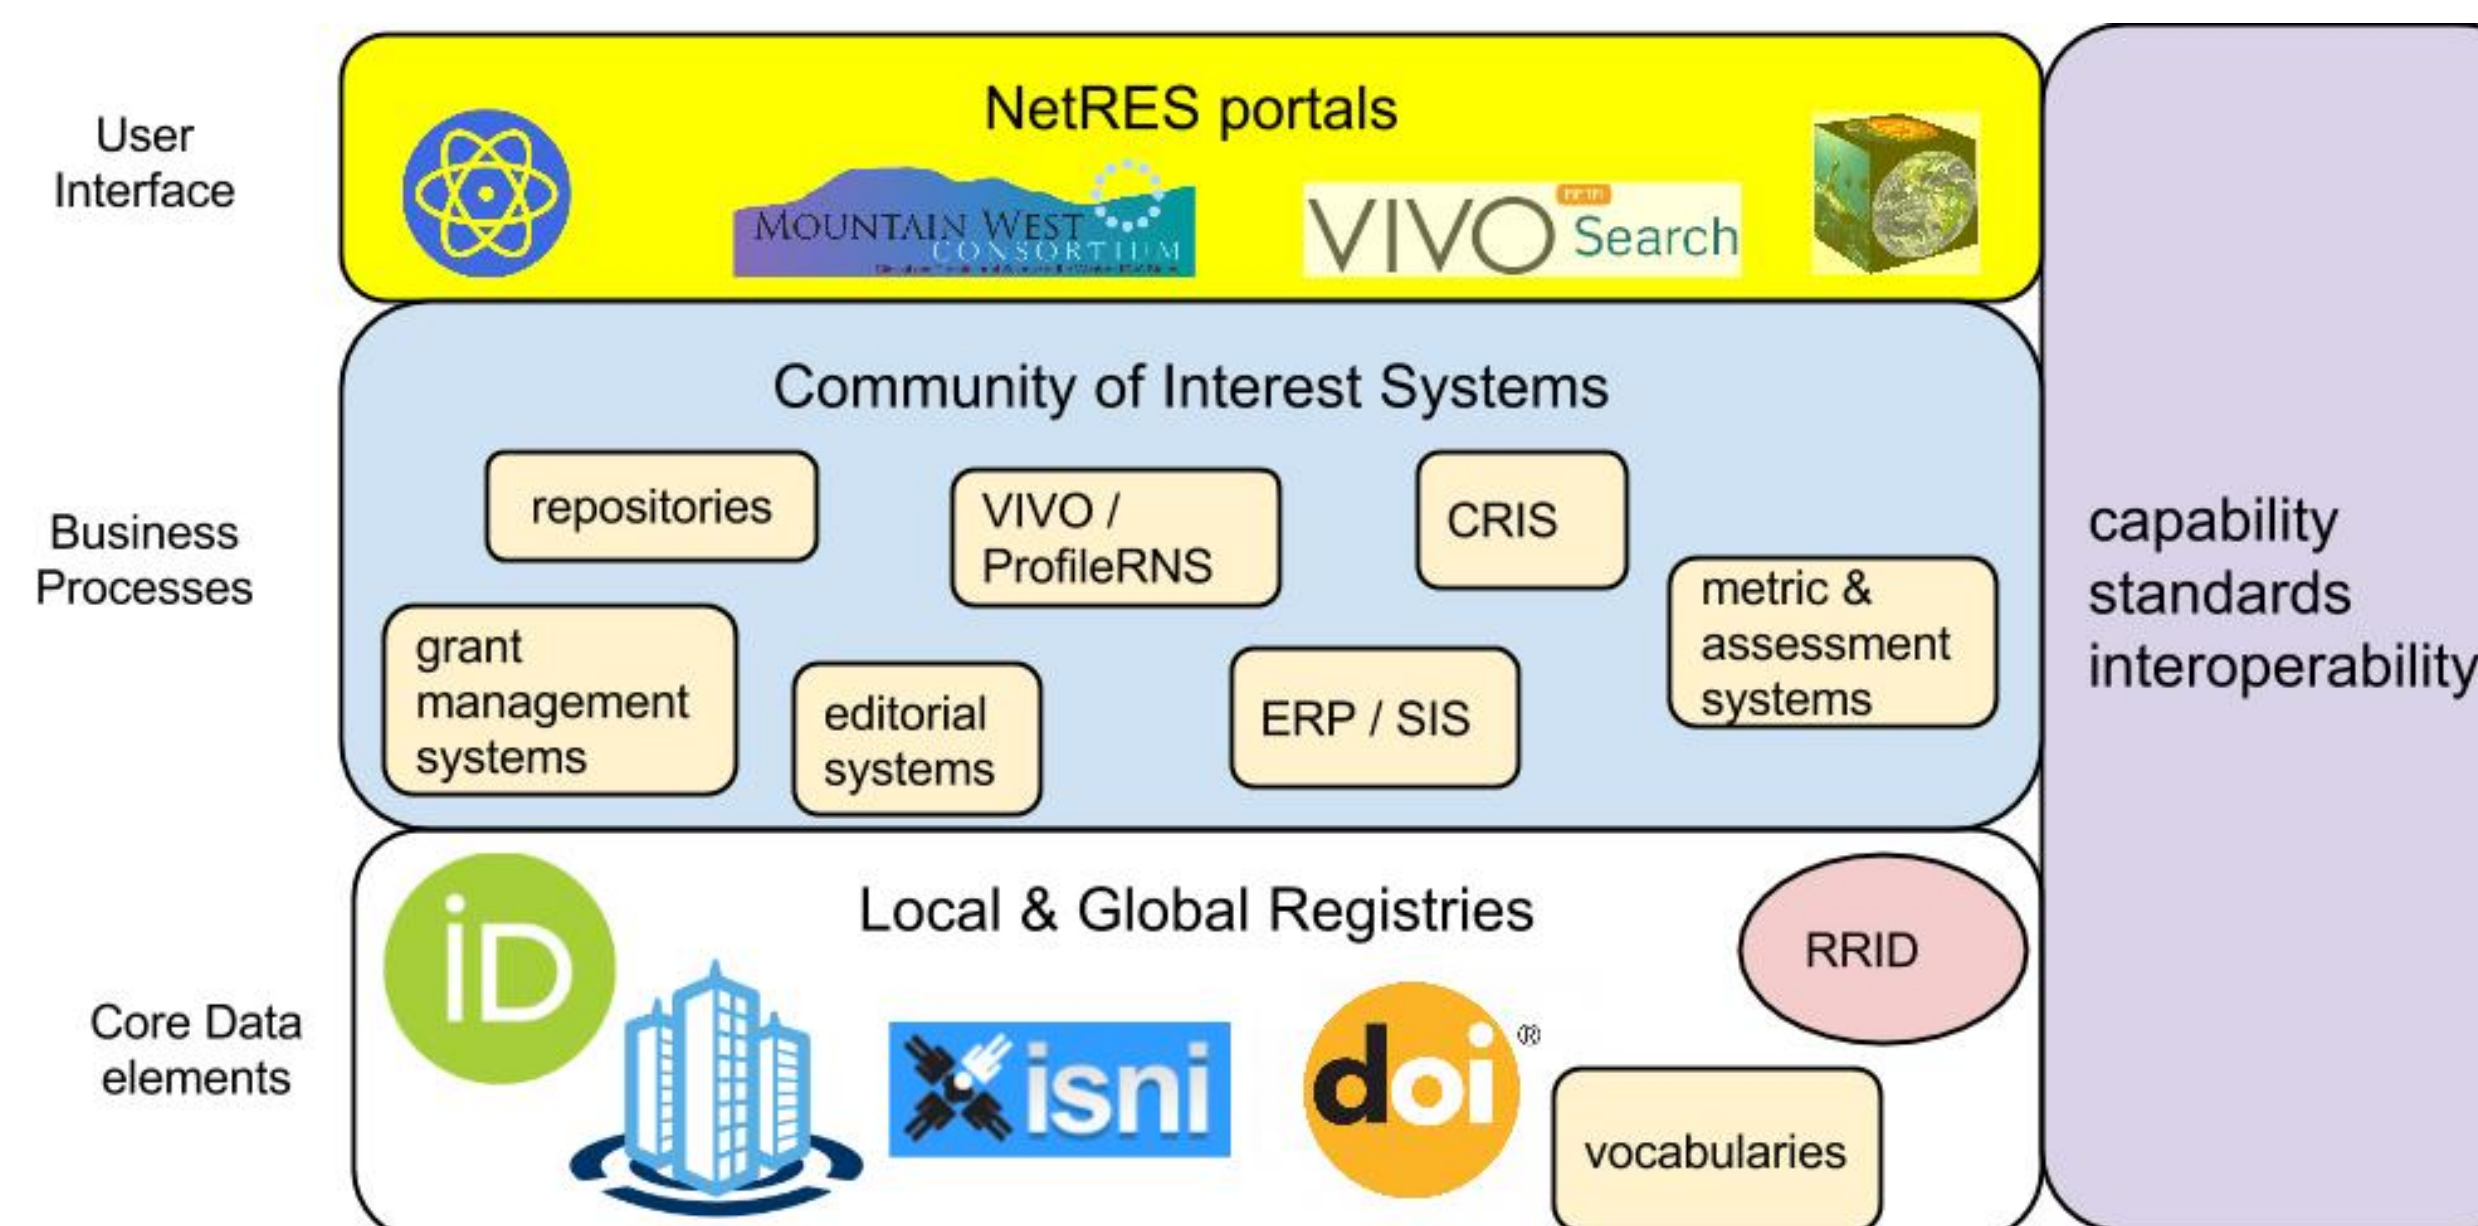 User
Interface
NetRES portals
MOUNTAIN WEST
CONSORTIUM
VIVO
BETA
Search
Business
Processes
Community of Interest Systems
repositories
VIVO /
ProfileRNS
CRIS
metric &
assessment
systems
grant
management
systems
editorial
systems
ERP / SIS
capability
standards
interoperability
Core Data
elements
Local & Global Registries
iD
RRID
isni
doi®
vocabularies